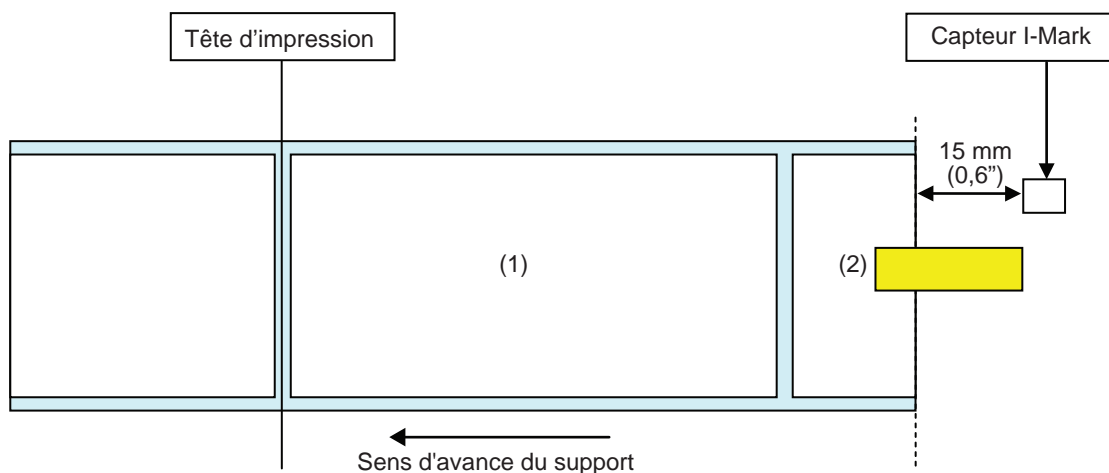 Tête d’impression
Capteur I-Mark
15 mm
(0,6”)
(1)
(2)
Sens d'avance du support